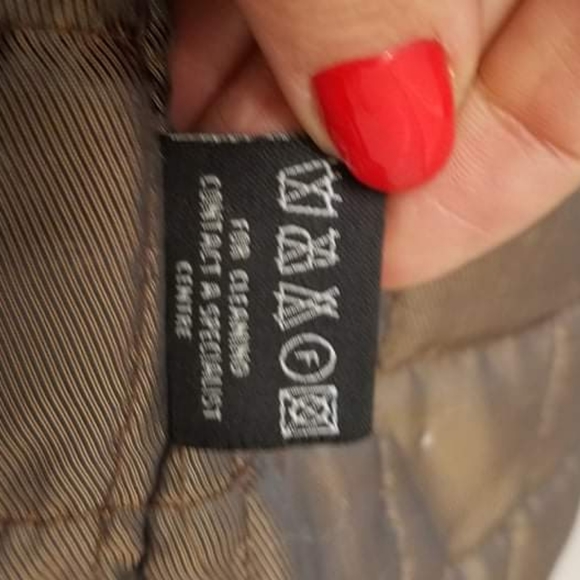 F
FOR CLEANING
CONTACT A SPECIALIST
CENTRE